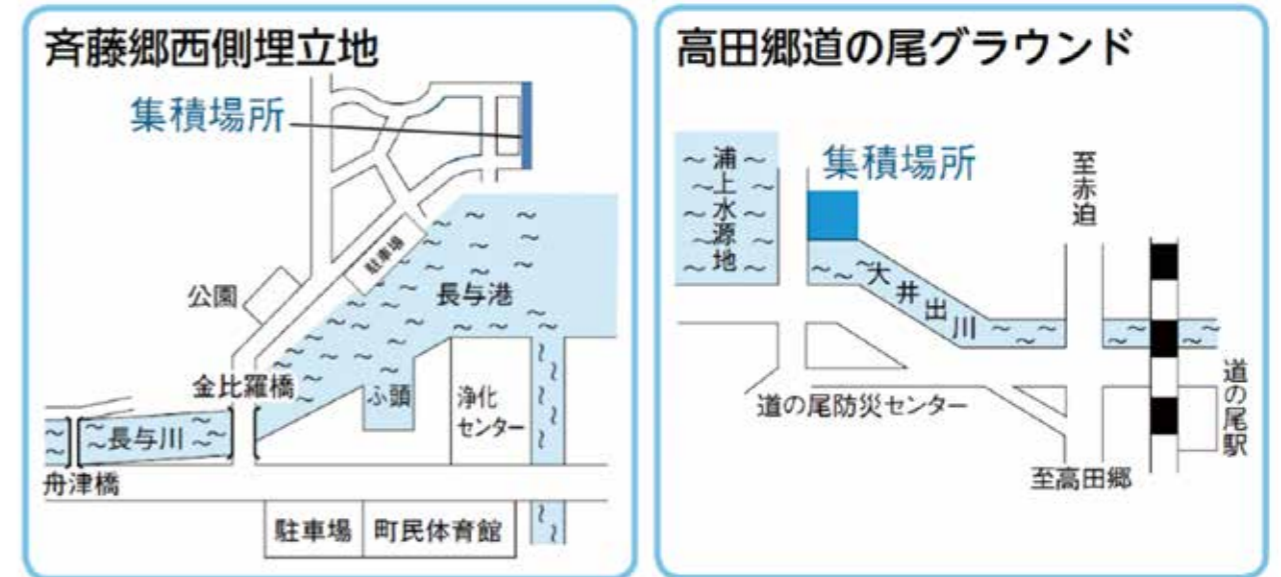 斉藤郷西側埋立地
集積場所
駐車場
公園
長与港
金比羅橋
ふ頭
浄化
センター
長与川
舟津橋
駐車場
町民体育館
高田郷道の尾グラウンド
浦上水源地
集積場所
至赤迫
大井出川
道の尾防災センター
道の尾駅
至高田郷